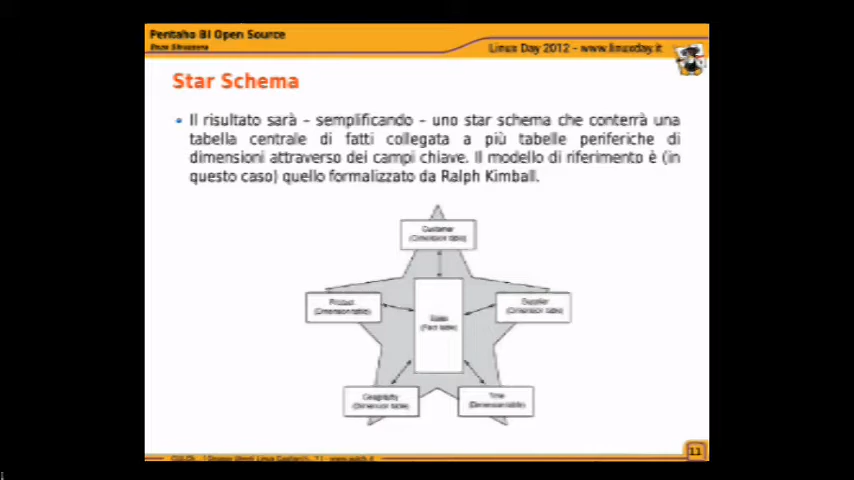 Pentaho BI Open Source
Linux Day 2012 - www.linuxday.it
Star Schema
• Il risultato sarà – semplificando – uno star schema che conterrà una
tabella centrale di fatti collegata a più tabelle periferiche di
dimensioni attraverso dei campi chiave. Il modello di riferimento è (in
questo caso) quello formalizzato da Ralph Kimball.
Customer
(Dimension table)
Product
(Dimension table)
Sales
(Fact table)
Supplier
(Dimension table)
Geography
(Dimension table)
Time
(Dimension table)
11